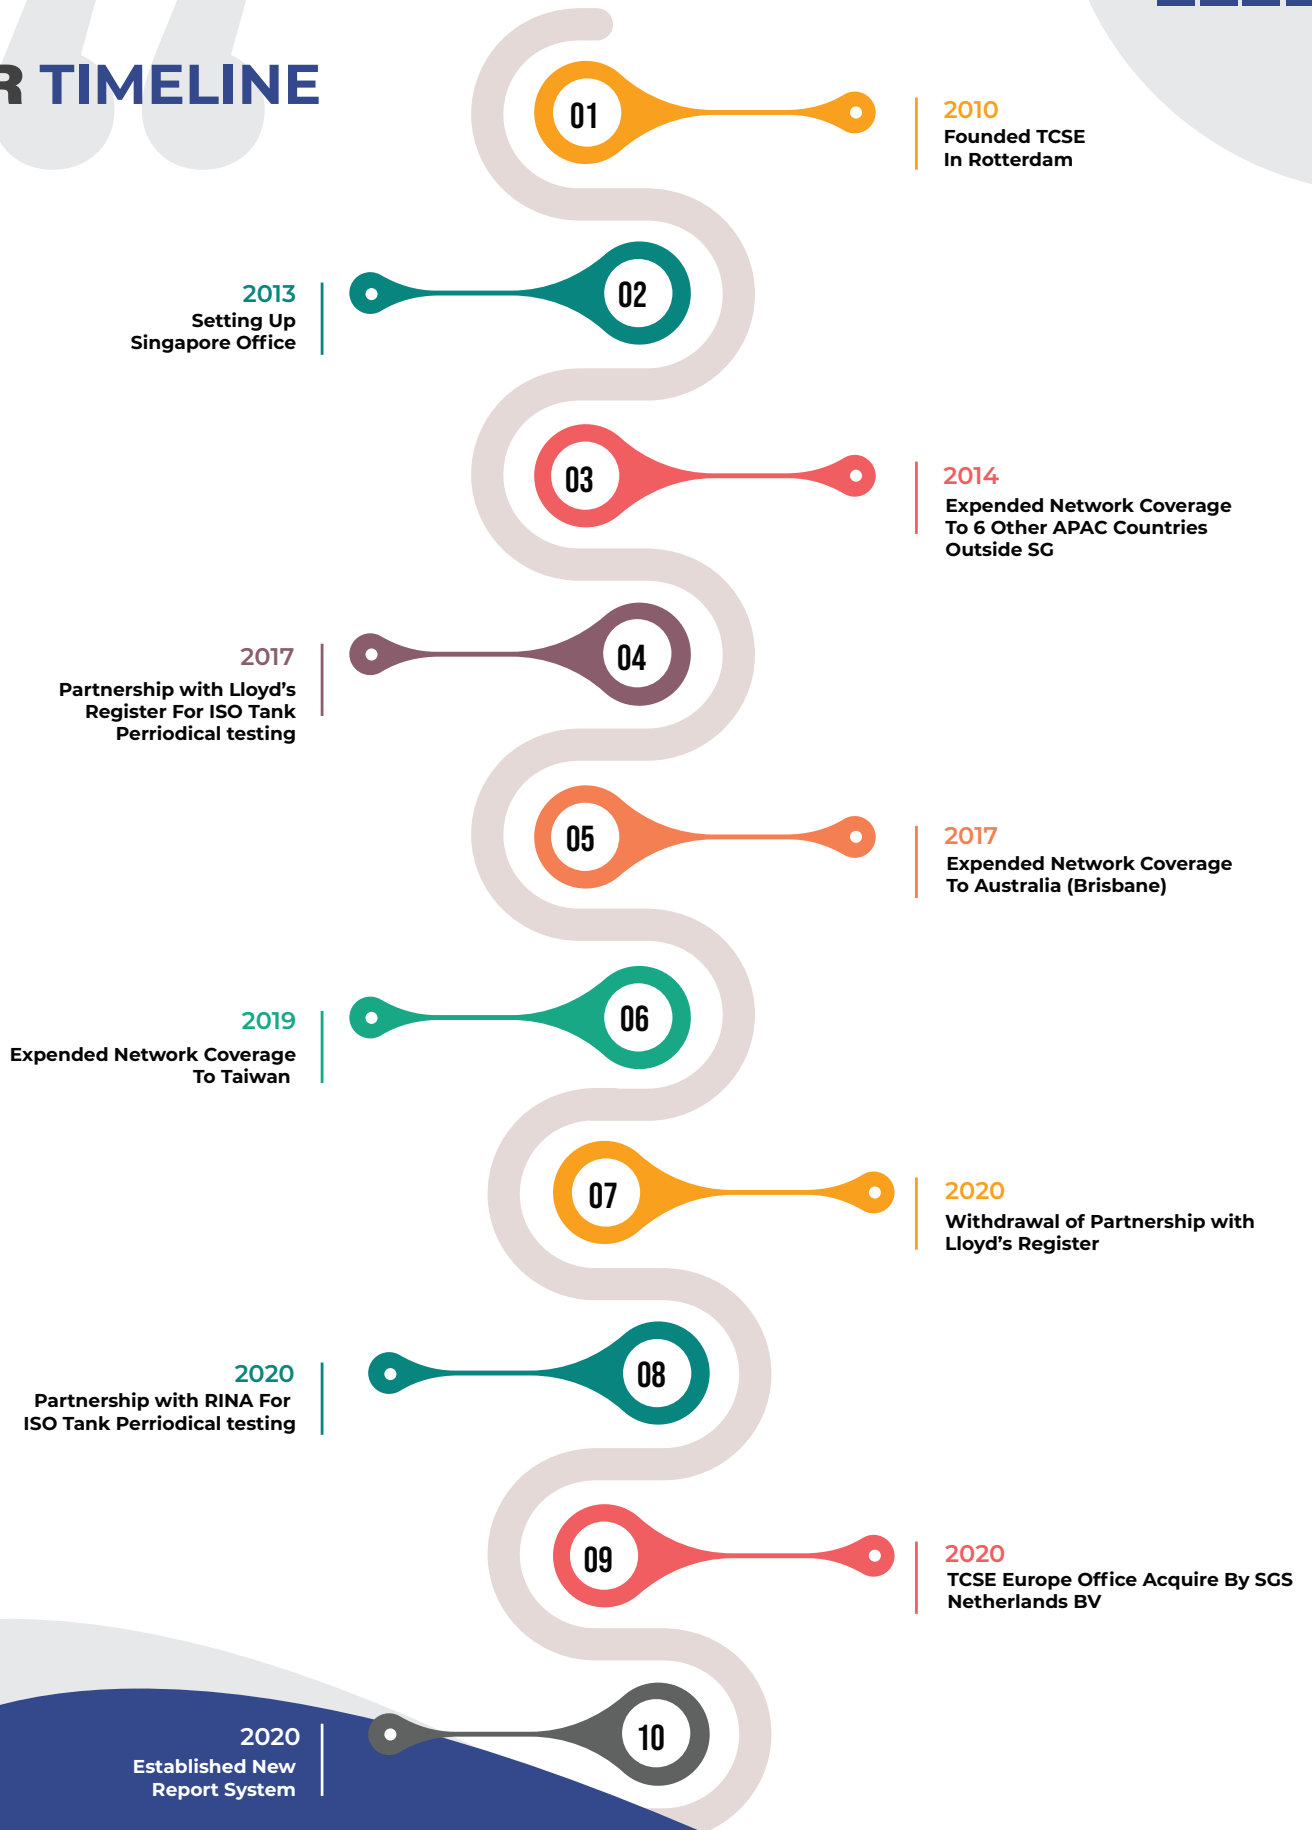 R TIMELINE
01
2010
Founded TCSE
In Rotterdam
02
2013
Setting Up
Singapore Office
03
2014
Expended Network Coverage
To 6 Other APAC Countries
Outside SG
04
2017
Partnership with Lloyd's
Register For ISO Tank
Perriodical testing
05
2017
Expended Network Coverage
To Australia (Brisbane)
06
2019
Expended Network Coverage
To Taiwan
07
2020
Withdrawal of Partnership with
Lloyd's Register
08
2020
Partnership with RINA For
ISO Tank Perriodical testing
09
2020
TCSE Europe Office Acquire By SGS
Netherlands BV
10
2020
Established New
Report System